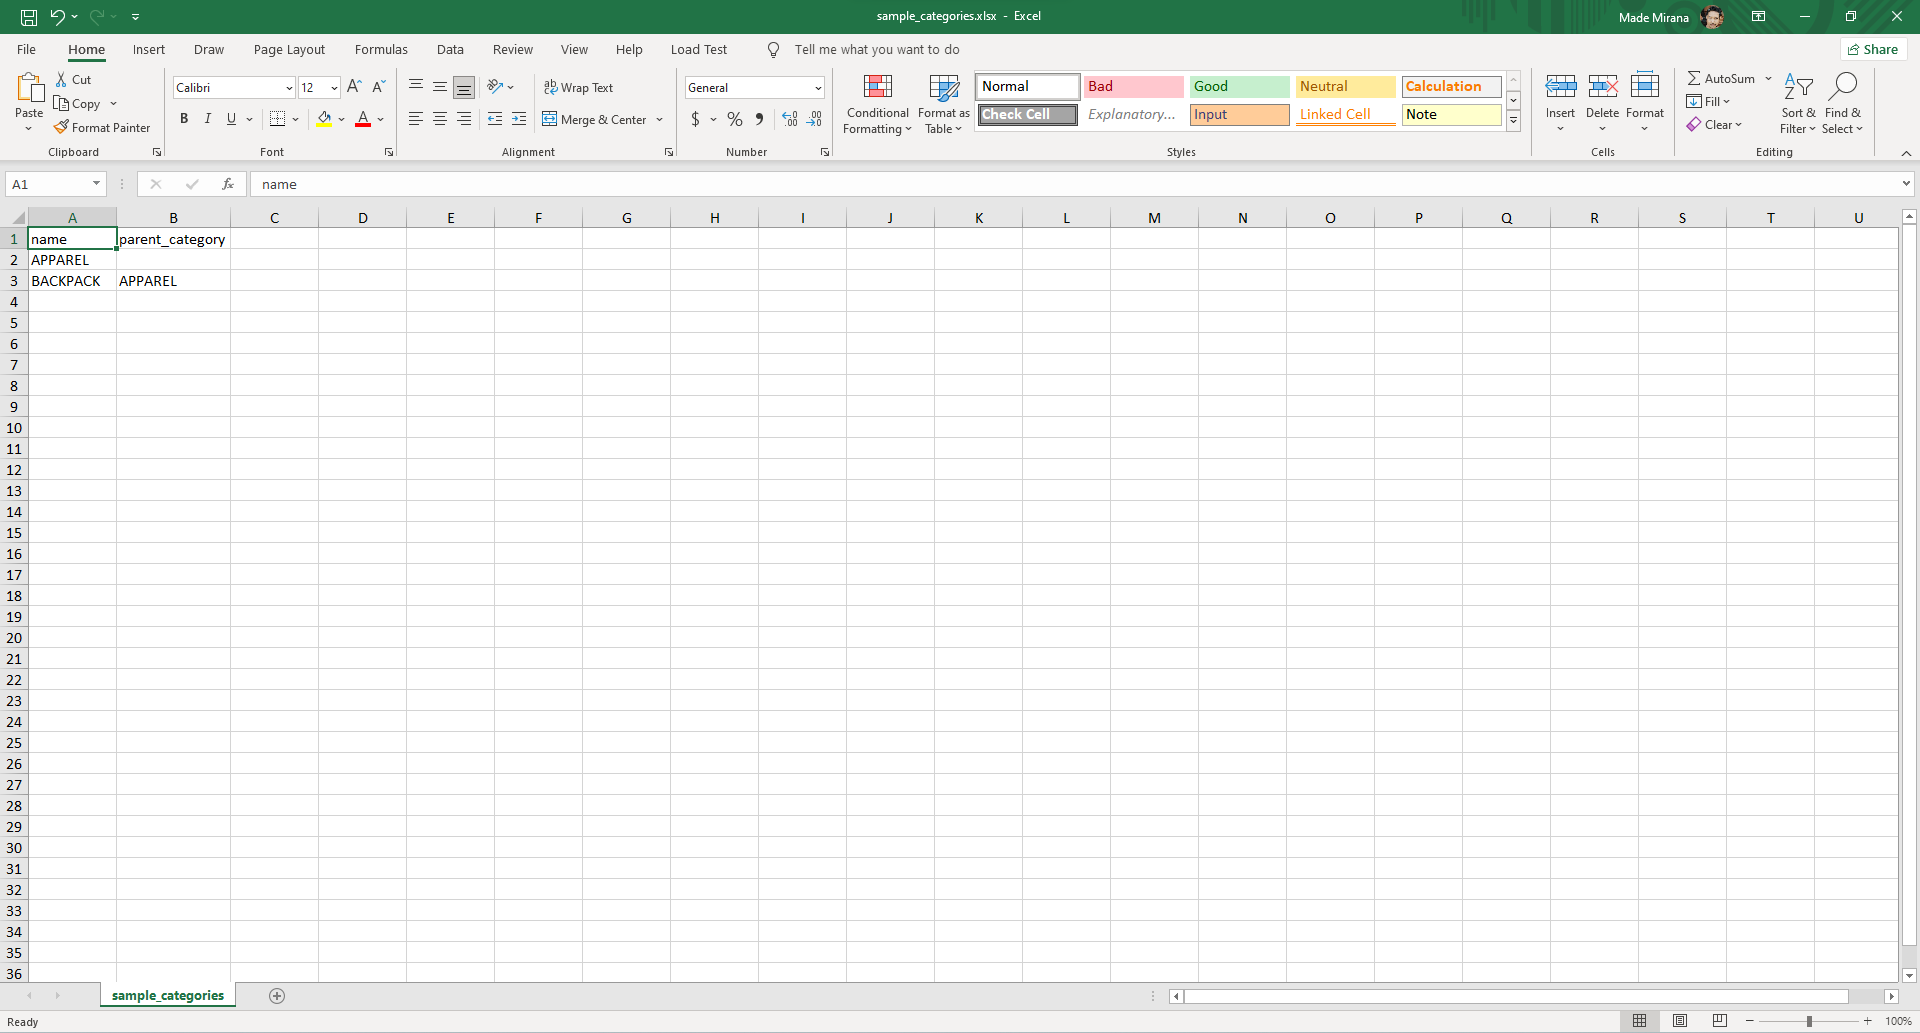 sample_categories.xlsx - Excel
Made Mirana
File Home Insert Draw Page Layout Formulas Data Review View Help Load Test Tell me what you want to do Share
Paste
Cut
Copy
Format Painter
Clipboard
Calibri 12
B I U
Font
Wrap Text
Merge & Center
Alignment
General
$ % 9
Number
Conditional Formatting
Format as Table
Normal Bad Good Neutral Calculation
Check Cell Explanatory... Input Linked Cell Note
Styles
Insert Delete Format
Cells
AutoSum
Fill
Clear
Sort & Filter
Find & Select
Editing
A1 fx name
A B C D E F G H I J K L M N O P Q R S T U
1 name parent_category
2 APPAREL
3 BACKPACK APPAREL
4
5
6
7
8
9
10
11
12
13
14
15
16
17
18
19
20
21
22
23
24
25
26
27
28
29
30
31
32
33
34
35
36
sample_categories
Ready
100%